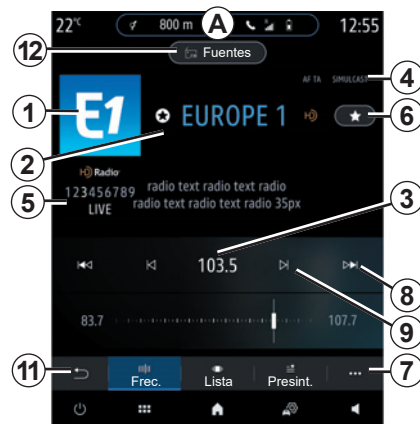 22°C 800 m A 12:55
12 Fuentes
AF TA SIMULCAST 4
1 E1 EUROPE 1 HD 6
2
HD Radio
5 123456789 radio text radio text radio
LIVE radio text radio text radio 35px
3
103.5
8
9
83.7 107.7
11 Frec. Lista Presint. ... 7